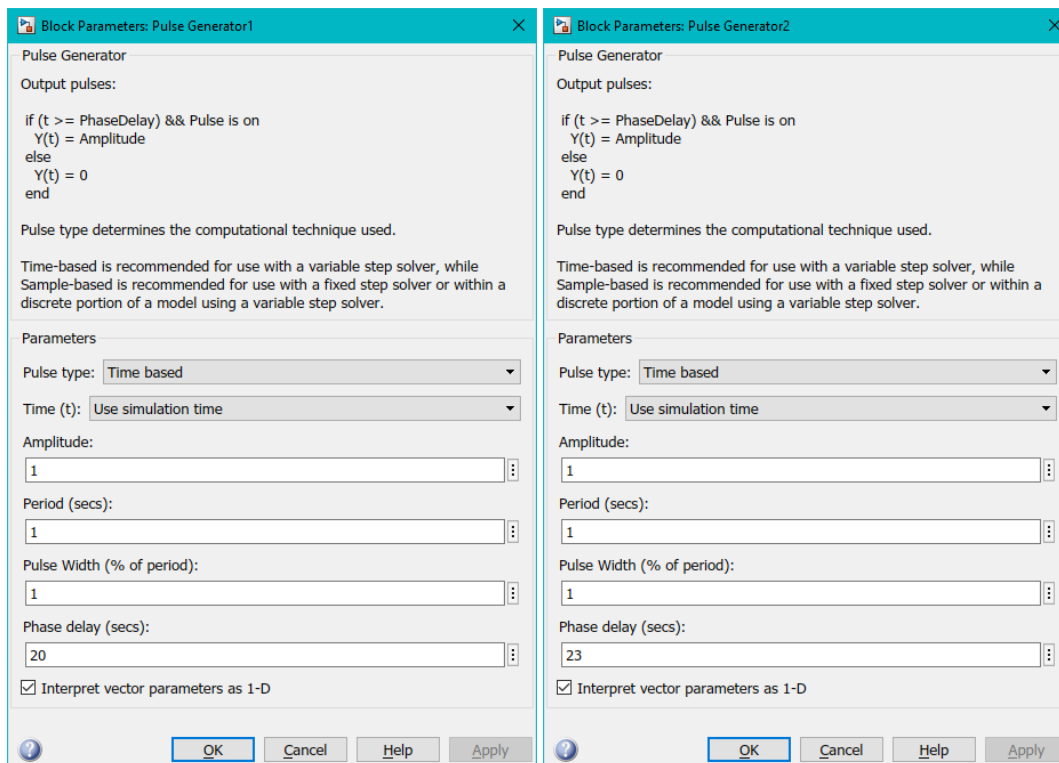 Block Parameters: Pulse Generator1
Pulse Generator
Output pulses:
if (t >= PhaseDelay) && Pulse is on
Y(t) = Amplitude
else
Y(t) = 0
end
Pulse type determines the computational technique used.
Time-based is recommended for use with a variable step solver, while
Sample-based is recommended for use with a fixed step solver or within a
discrete portion of a model using a variable step solver.
Parameters
Pulse type: Time based
Time (t): Use simulation time
Amplitude:
1
Period (secs):
1
Pulse Width (% of period):
1
Phase delay (secs):
20
Interpret vector parameters as 1-D
OK Cancel Help Apply
Block Parameters: Pulse Generator2
Pulse Generator
Output pulses:
if (t >= PhaseDelay) && Pulse is on
Y(t) = Amplitude
else
Y(t) = 0
end
Pulse type determines the computational technique used.
Time-based is recommended for use with a variable step solver, while
Sample-based is recommended for use with a fixed step solver or within a
discrete portion of a model using a variable step solver.
Parameters
Pulse type: Time based
Time (t): Use simulation time
Amplitude:
1
Period (secs):
1
Pulse Width (% of period):
1
Phase delay (secs):
23
Interpret vector parameters as 1-D
OK Cancel Help Apply